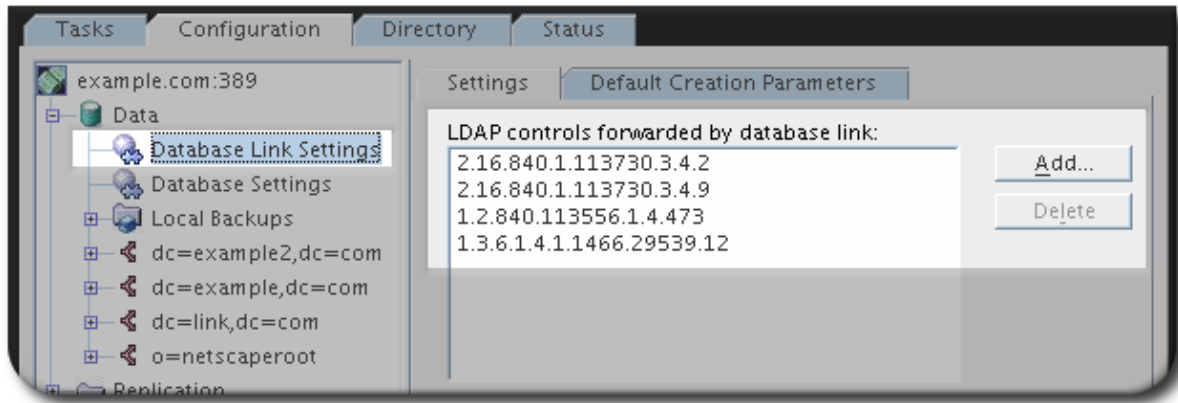 Tasks
Configuration
Directory
Status
example.com:389
Data
Database Link Settings
Database Settings
Local Backups
dc=example2,dc=com
dc=example,dc=com
dc=link,dc=com
o=netscaperoot
Replication
Settings
Default Creation Parameters
LDAP controls forwarded by database link:
2.16.840.1.113730.3.4.2
2.16.840.1.113730.3.4.9
1.2.840.113556.1.4.473
1.3.6.1.4.1.1466.29539.12
Add...
Delete